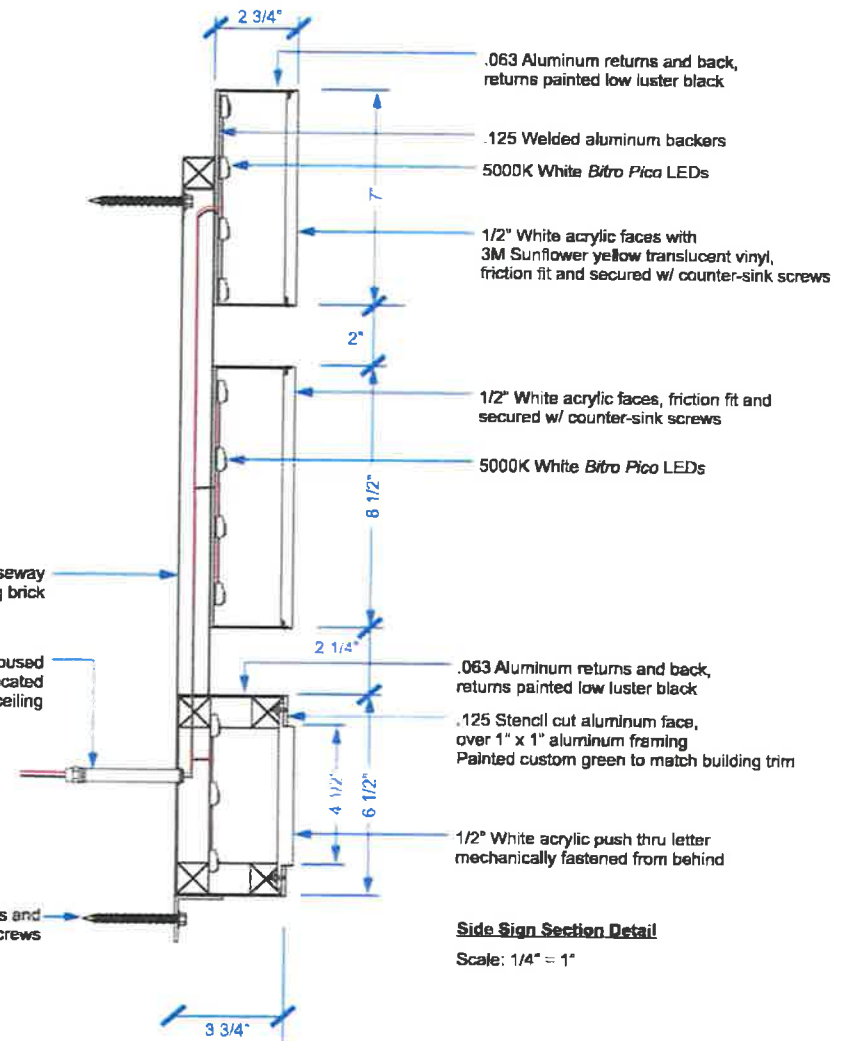 2 3/4"
.063 Aluminum returns and back,
returns painted low luster black
.125 Welded aluminum backers
5000K White Bitro Pico LEDs
7"
1/2" White acrylic faces with
3M Sunflower yellow translucent vinyl,
friction fit and secured w/ counter-sink screws
2"
1/2" White acrylic faces, friction fit and
secured w/ counter-sink screws
5000K White Bitro Pico LEDs
8 1/2"
brick
2 1/4"
ceiling
.063 Aluminum returns and back,
returns painted low luster black
.125 Stencil cut aluminum face,
over 1" x 1" aluminum framing
Painted custom green to match building trim
4 1/2"
6 1/2"
1/2" White acrylic push thru letter
mechanically fastened from behind
and
Side Sign Section Detail
Scale: 1/4" = 1"
3 3/4"